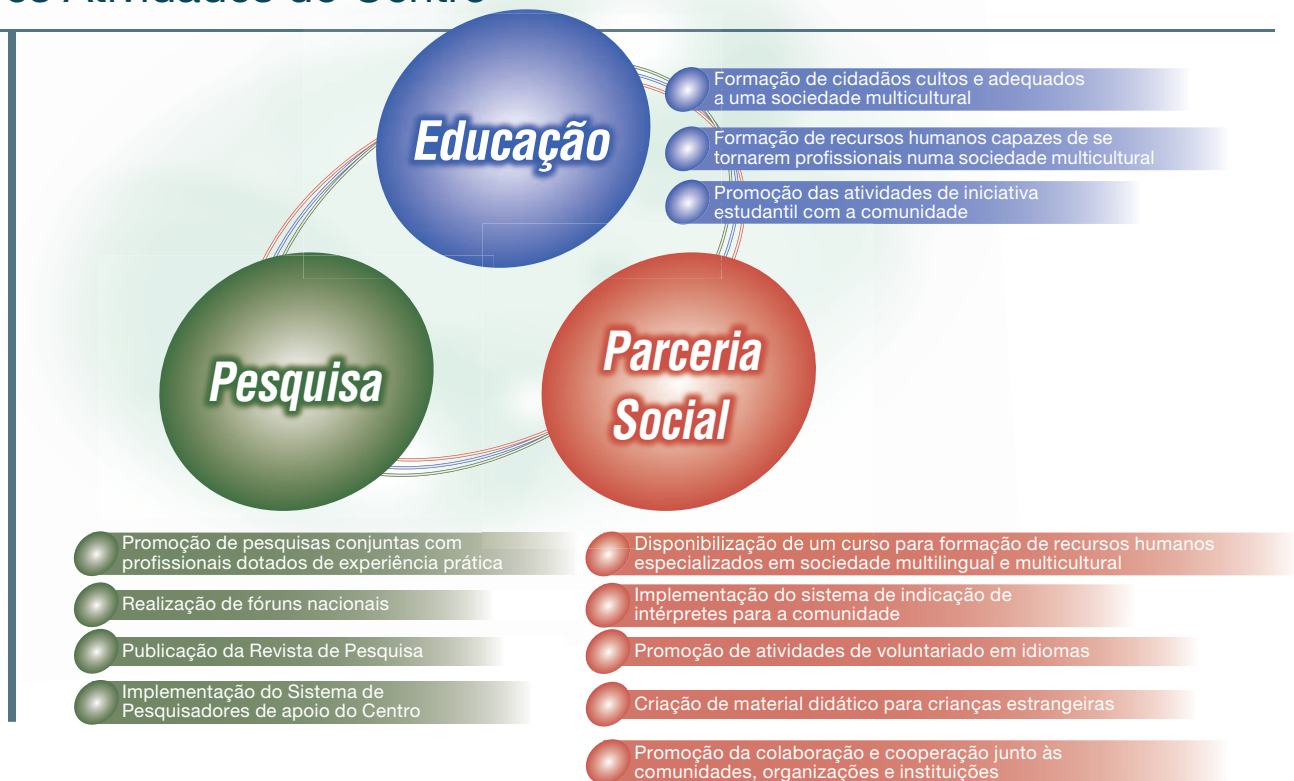 Atividades do Centro
Educação
Formação de cidadãos cultos e adequados
a uma sociedade multicultural
Formação de recursos humanos capazes de se
tornarem profissionais numa sociedade multicultural
Promoção das atividades de iniciativa
estudantil com a comunidade
Pesquisa
Parceria
Social
Promoção de pesquisas conjuntas com
profissionais dotados de experiência prática
Realização de fóruns nacionais
Publicação da Revista de Pesquisa
Implementação do Sistema de
Pesquisadores de apoio do Centro
Disponibilização de um curso para formação de recursos humanos
especializados em sociedade multilingual e multicultural
Implementação do sistema de indicação de
intérpretes para a comunidade
Promoção de atividades de voluntariado em idiomas
Criação de material didático para crianças estrangeiras
Promoção da colaboração e cooperação junto às
comunidades, organizações e instituições